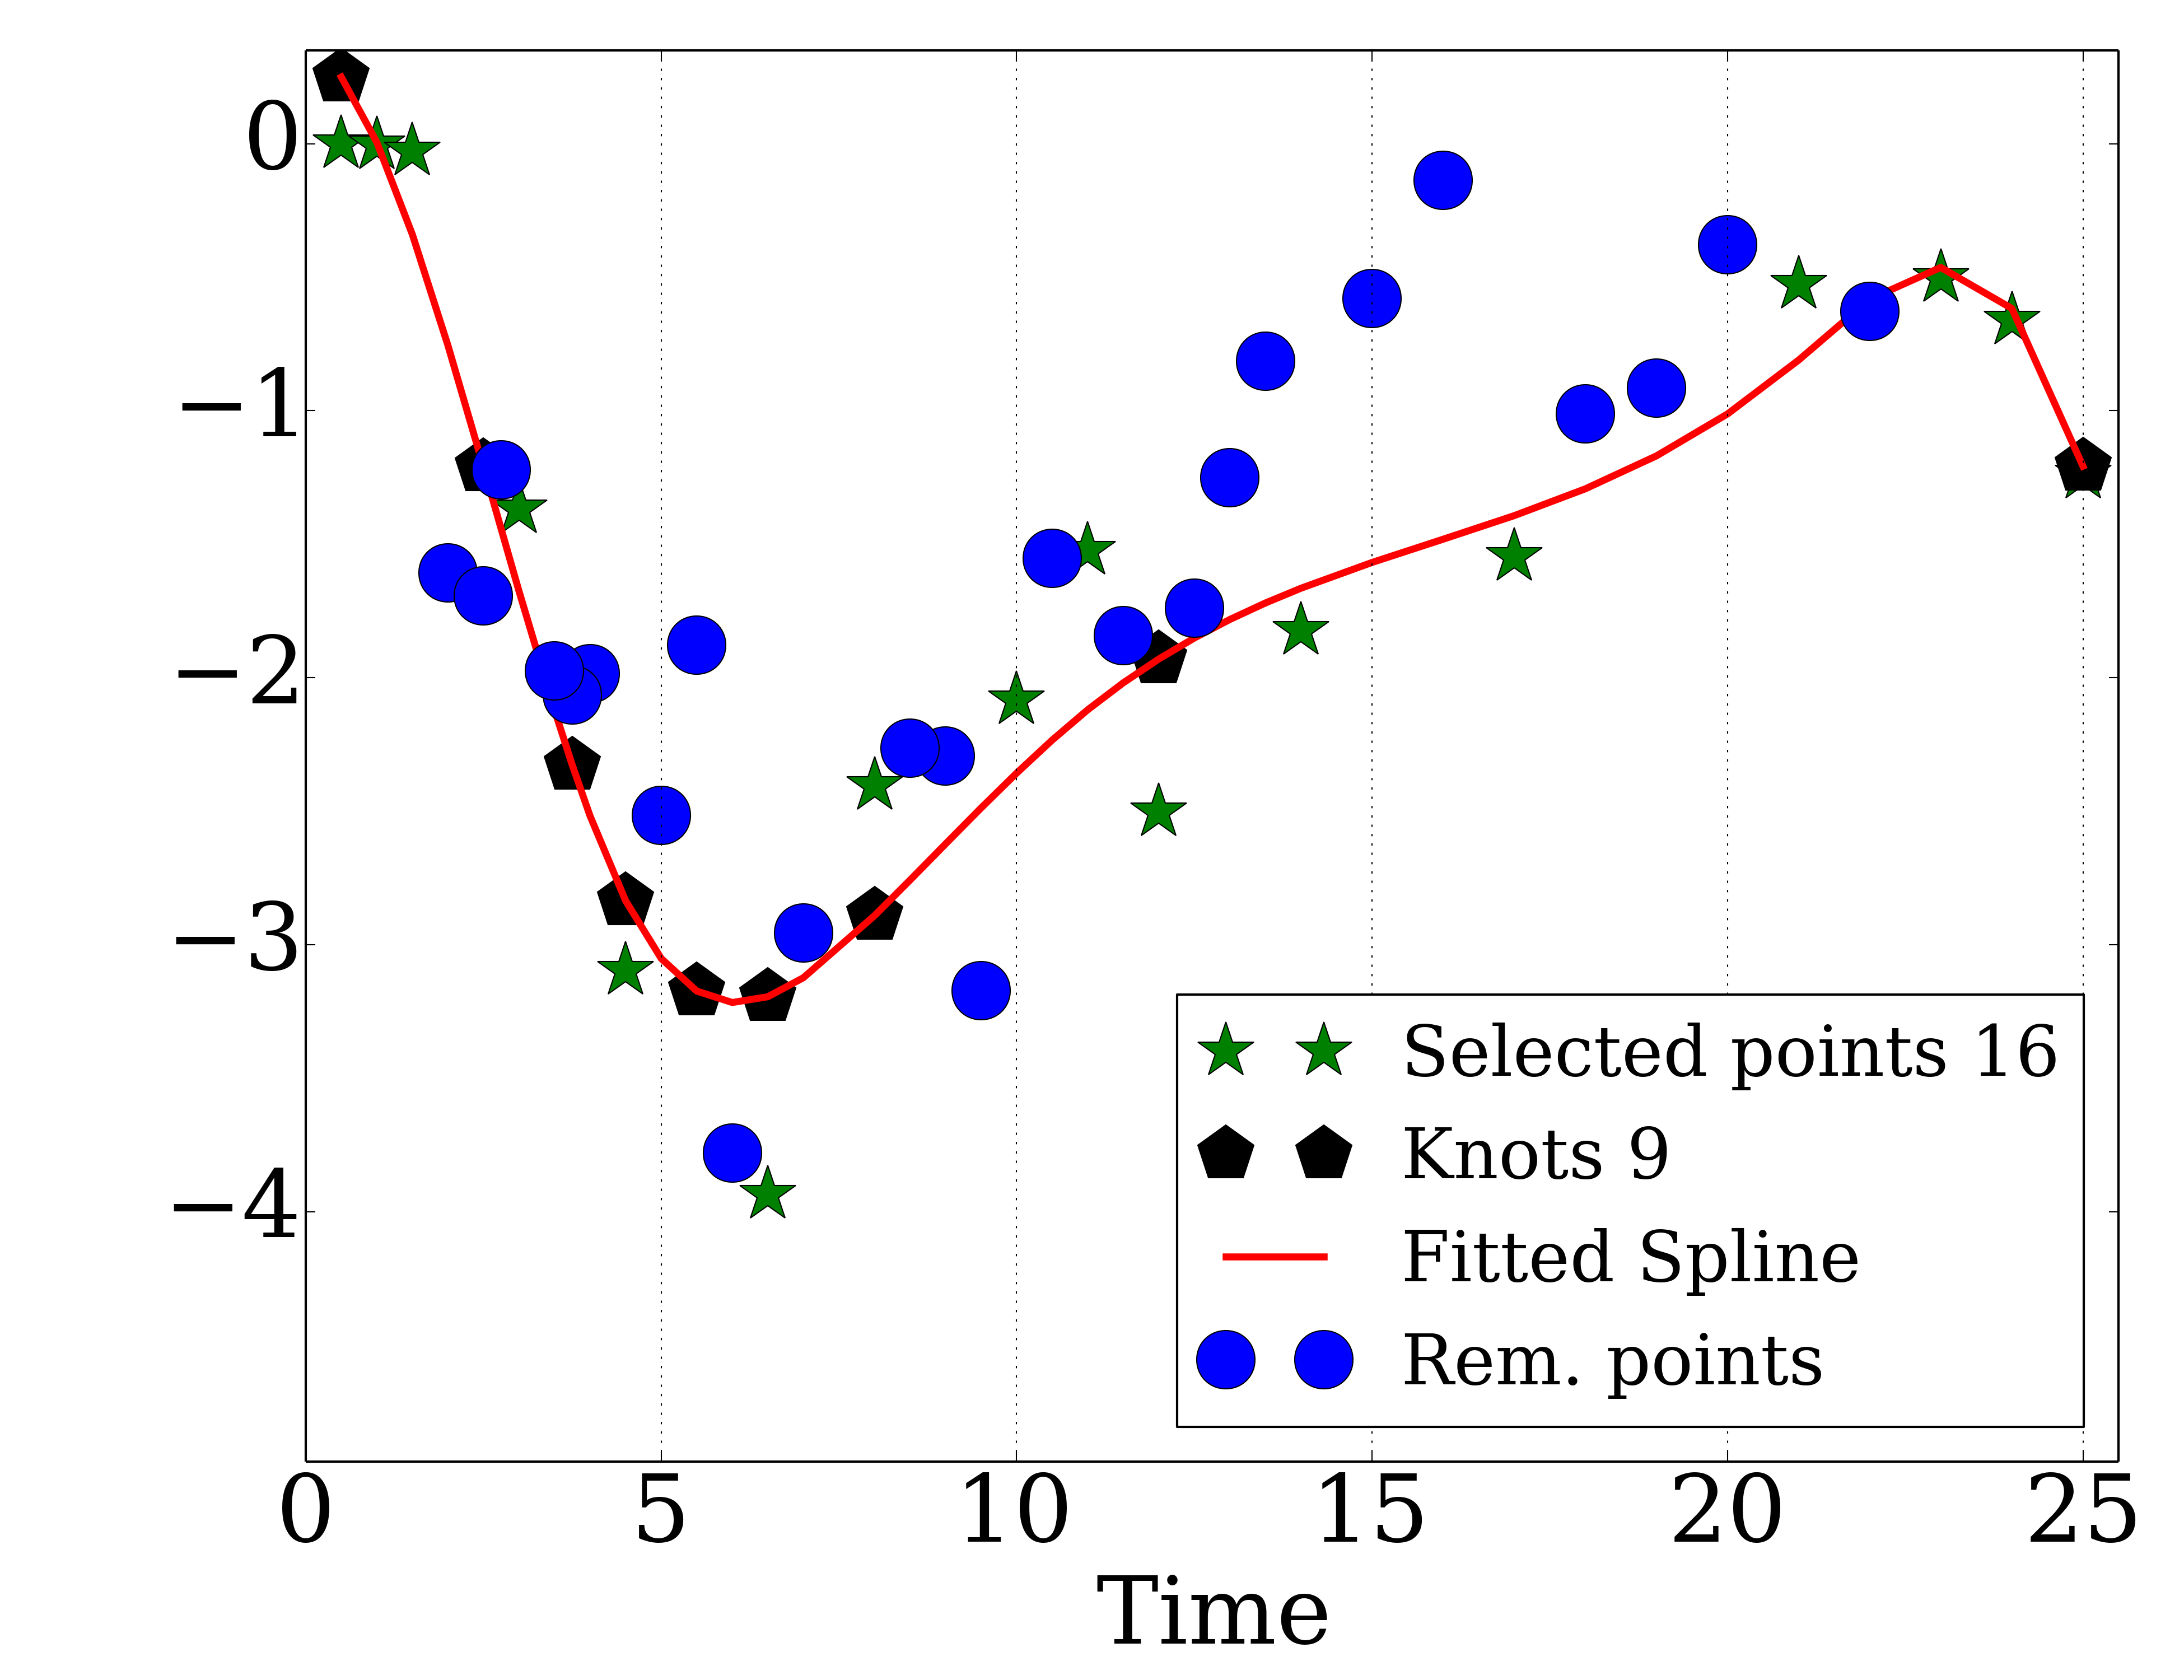 0
−1
−2
−3
−4
Selected points 16
Knots 9
Fitted Spline
Rem. points
0 5 10 15 20 25
Time